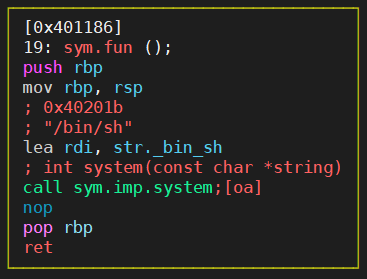 [0x401186]
19: sym.fun ();
push rbp
mov rbp, rsp
; 0x40201b
; "/bin/sh"
lea rdi, str._bin_sh
; int system(const char *string)
call sym.imp.system;[oa]
nop
pop rbp
ret